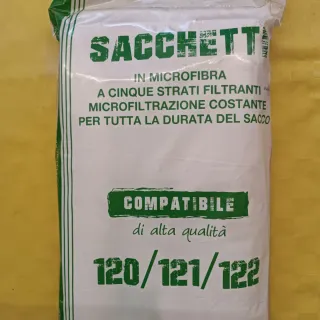 SACCHETTI
IN MICROFIBRA
A CINQUE STRATI FILTRANTI
MICROFILTRAZIONE COSTANTE
PER TUTTA LA DURATA DEL SACCO
COMPATIBILE
di alta qualità
120/121/122